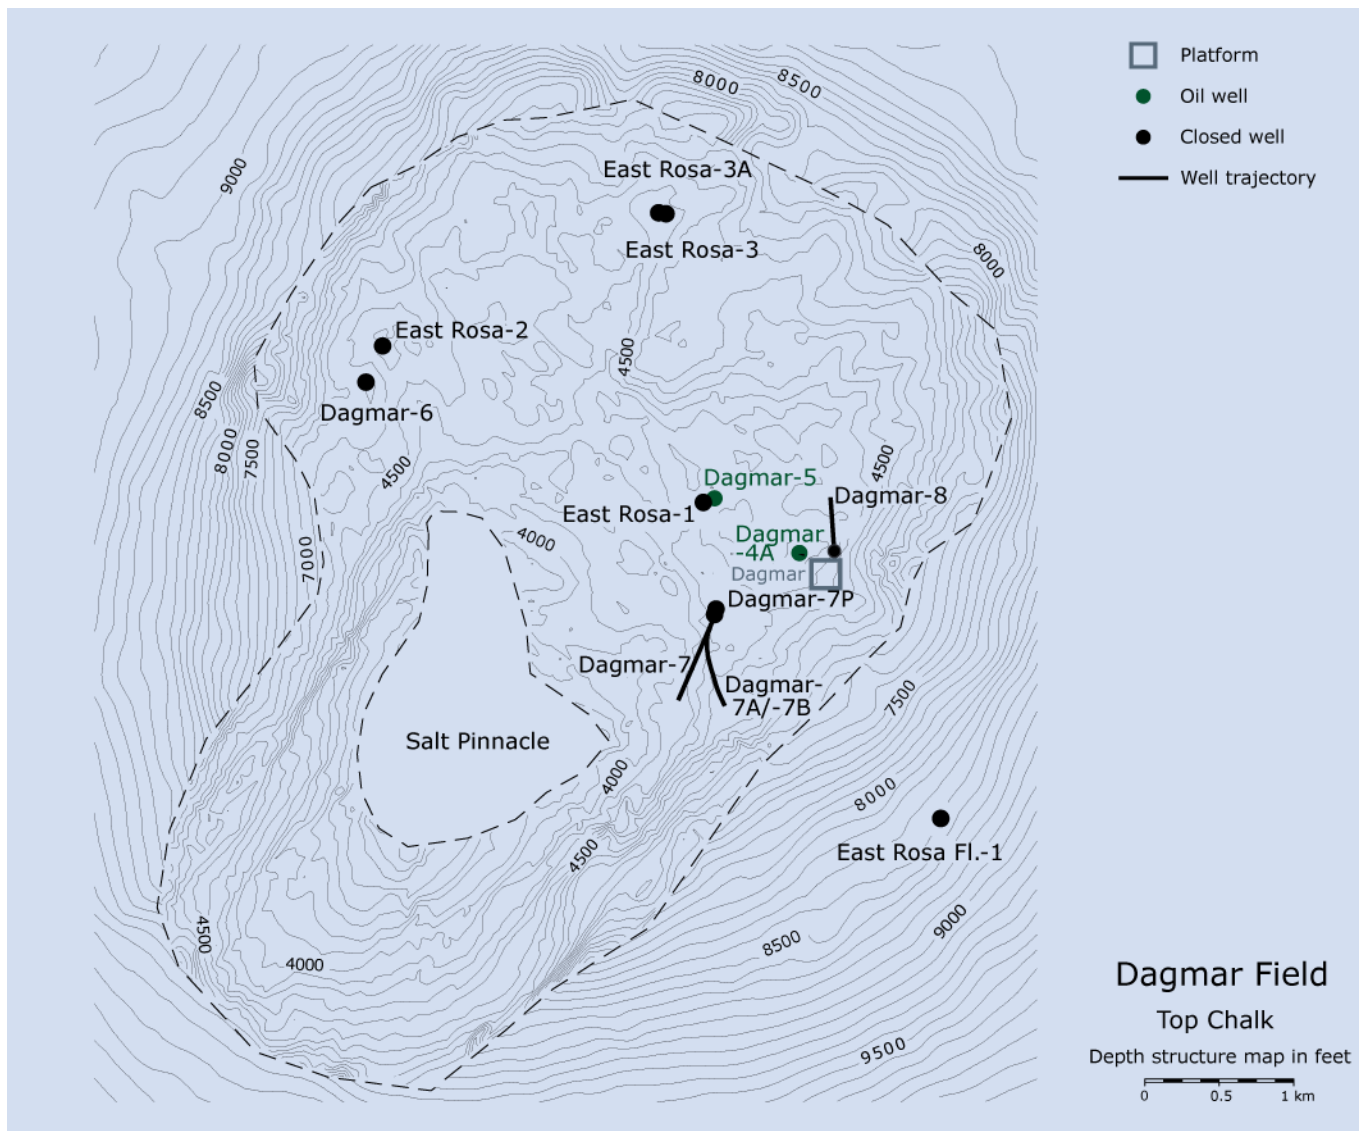 8000
8500
Platform
Oil well
Closed well
Well trajectory
9000
East Rosa-3A
East Rosa-3
8000
East Rosa-2
4500
8500
Dagmar-6
8000
7500
4500
4500
Dagmar-5
Dagmar-8
East Rosa-1
4000
Dagmar
-4A
Dagmar
7000
Dagmar-7P
Dagmar-7
Dagmar-
7A/-7B
7500
Salt Pinnacle
4000
8000
4500
East Rosa Fl.-1
4500
9000
8500
4000
9500
Dagmar Field
Top Chalk
Depth structure map in feet
0 0.5 1 km